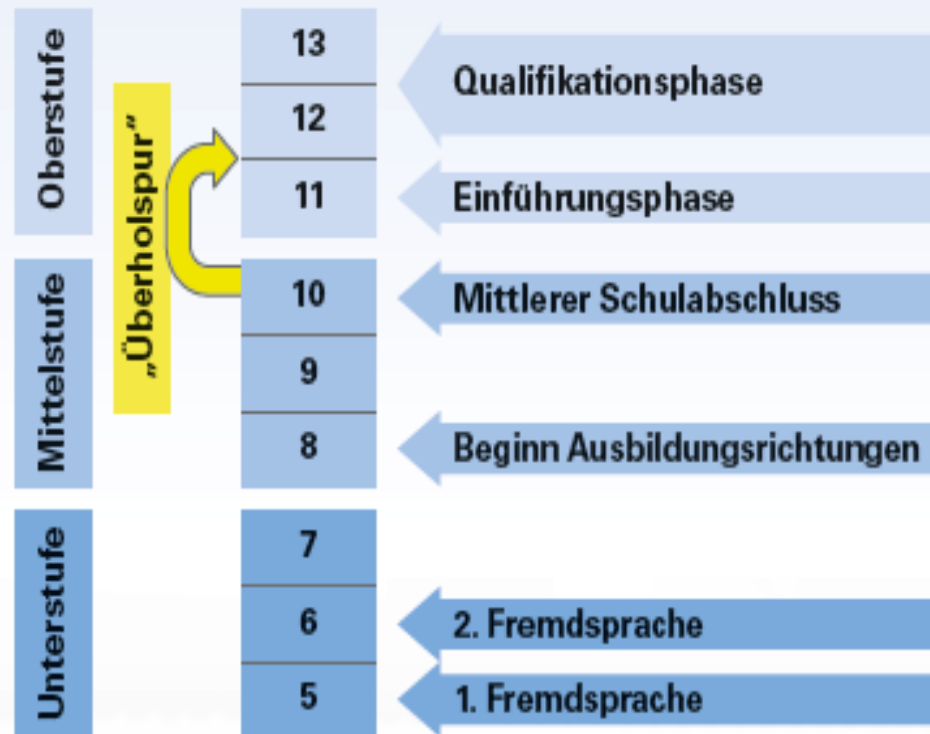 Oberstufe
„Überholspur“
13
Qualifikationsphase
12
11
Einführungsphase
Mittelstufe
10
Mittlerer Schulabschluss
9
8
Beginn Ausbildungsrichtungen
Unterstufe
7
6
2. Fremdsprache
5
1. Fremdsprache